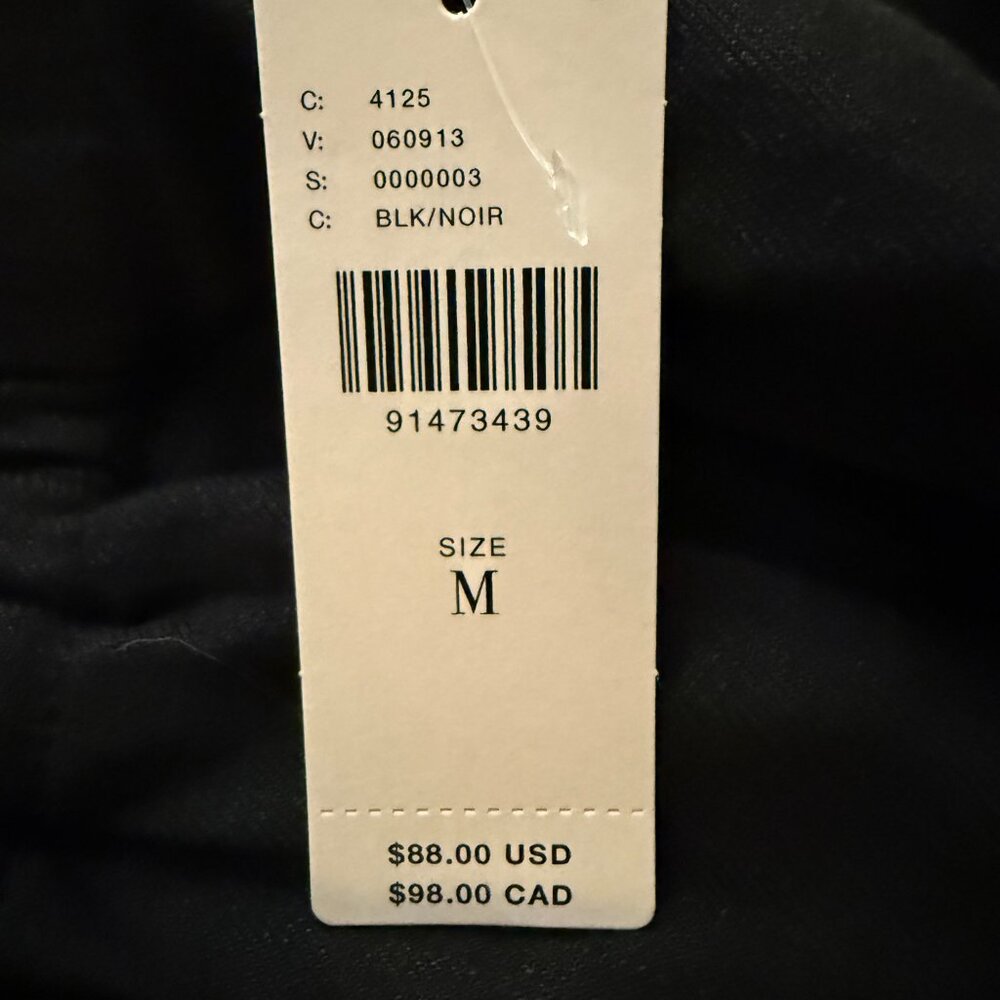 C: 4125
V: 060913
S: 0000003
C: BLK/NOIR
91473439
SIZE
M
$88.00 USD
$98.00 CAD